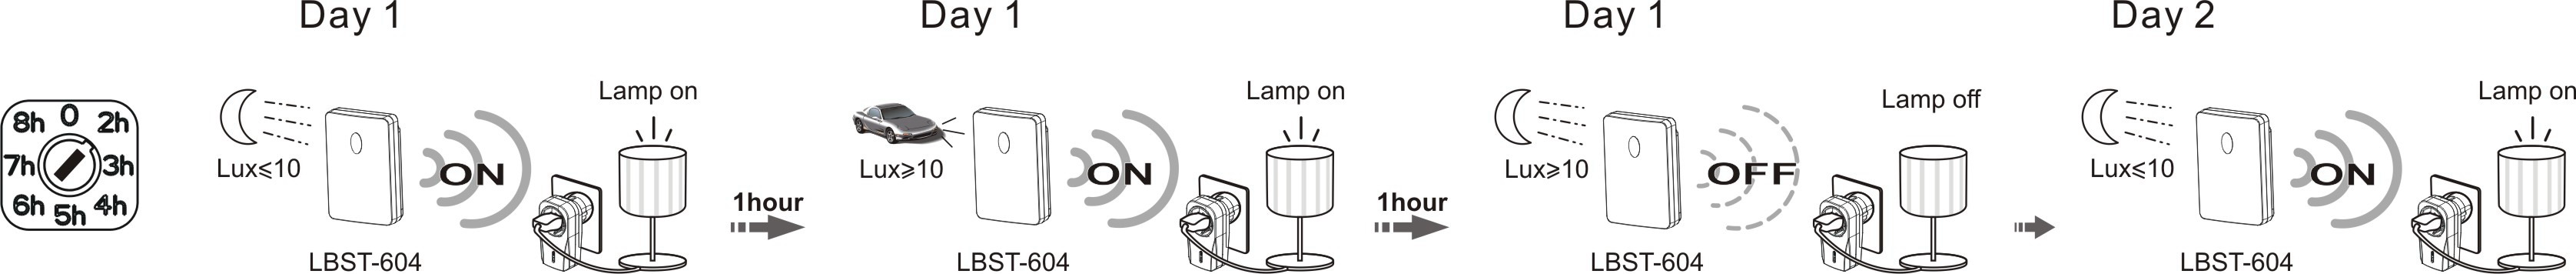 Day 1
Day 1
Day 1
Day 2
8h 0 2h
7h 3h
6h 5h 4h
Lux⩽10
LBST-604
ON
Lamp on
1hour
Lux⩾10
LBST-604
ON
Lamp on
1hour
Lux⩾10
LBST-604
OFF
Lamp off
Lux⩽10
LBST-604
ON
Lamp on